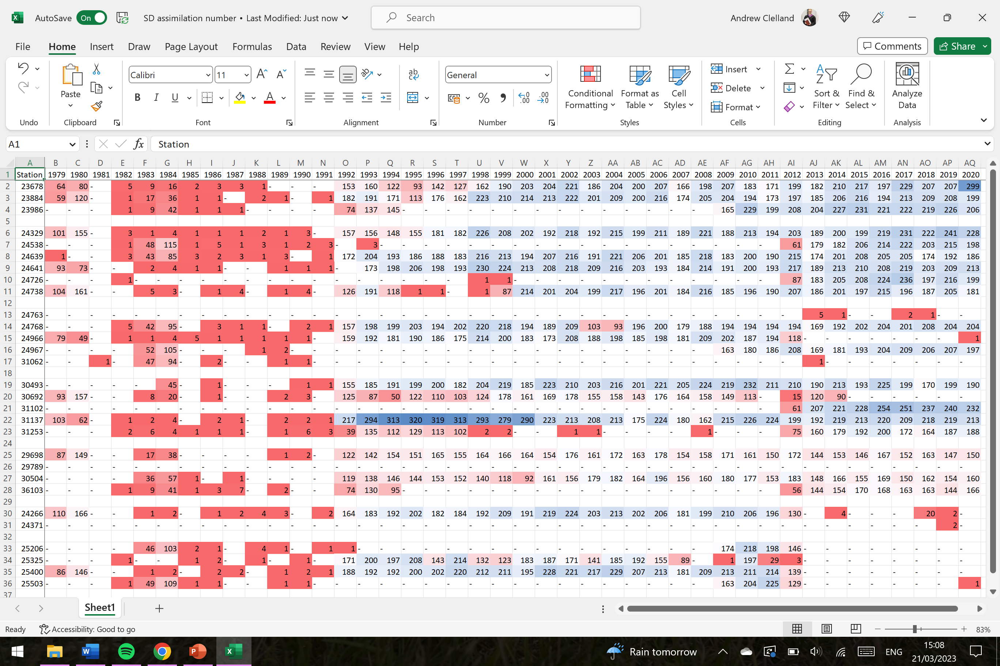 AutoSave On SD assimilation number • Last Modified: Just now Search Andrew Clelland
File Home Insert Draw Page Layout Formulas Data Review View Help Comments Share
Paste Calibri 11 General Conditional Formatting Format as Table Cell Styles Insert Delete Format Sort & Filter Find & Select Analyze Data
B I U
Undo Clipboard Font Alignment Number Styles Cells Editing Analysis
A1 fx Station
A B C D E F G H I J K L M N O P Q R S T U V W X Y Z AA AB AC AD AE AF AG AH AI AJ AK AL AM AN AO AP AQ
1 Station 1979 1980 1981 1982 1983 1984 1985 1986 1987 1988 1989 1990 1991 1992 1993 1994 1995 1996 1997 1998 1999 2000 2001 2002 2003 2004 2005 2006 2007 2008 2009 2010 2011 2012 2013 2014 2015 2016 2017 2018 2019 2020
2 23678 64 80 - 5 9 16 2 3 3 1 - - - 153 160 122 93 142 127 162 190 203 204 221 186 204 200 207 166 198 207 183 171 199 182 210 217 197 229 207 207 299
3 23884 59 120 - 1 17 36 1 1 - 2 1 - 1 182 191 171 113 176 162 223 210 214 213 222 201 209 200 216 174 205 204 194 173 197 185 206 216 194 213 209 208 199
4 23986 - - - 1 9 42 1 1 1 - - - - 74 137 145 - - - - - - - - - - - - - - 165 229 199 208 204 227 231 221 222 219 226 206
5
6 24329 101 155 - 3 1 4 1 1 1 2 1 3 - 157 156 148 155 181 182 226 208 202 192 218 192 215 199 211 189 221 188 213 194 203 189 200 199 219 231 222 241 228
7 24538 - - - 1 48 115 1 5 1 3 1 2 3 - 3 - - - - - - - - - - - - - - - - - - 61 179 182 206 214 222 203 215 198
8 24639 1 - - 3 43 85 3 2 3 1 3 - 1 172 204 193 186 188 183 216 213 194 207 216 191 221 206 201 185 218 183 200 190 215 174 201 208 205 205 174 192 186
9 24641 93 73 - - 2 4 1 1 - - 1 1 1 - 173 198 206 198 193 230 224 213 208 218 209 216 203 193 184 214 191 200 193 217 189 213 210 208 219 203 209 213
10 24726 - - - 1 - - - - - - - - - - - - - - - 1 1 - - - - - - - - - - - - 87 183 205 208 224 236 197 216 199
11 24738 104 161 - - 5 3 - 1 4 - 1 4 - 126 191 118 1 1 - 1 87 214 201 204 199 217 196 201 184 216 185 196 190 207 186 201 197 215 196 187 205 181
12
13 24763 - - - - - - - - - - - - - - - - - - - - - - - - - - - - - - - - - - 5 1 - - 2 1 - -
14 24768 - - - 5 42 95 - 3 1 1 - 2 1 157 198 199 203 194 202 220 218 194 189 209 103 93 196 200 179 188 194 194 194 194 169 192 202 204 201 208 204 204
15 24966 79 49 - 1 1 4 5 1 1 1 1 1 - 159 192 181 190 186 175 214 200 183 173 208 188 198 185 198 181 209 202 187 194 118 - - - - - - - 1
16 24967 - - - - 52 105 - - - 1 2 - - - - - - - - - - - - - - - - - - - 163 180 186 208 169 181 193 204 209 206 207 197
17 31062 - - 1 - 47 94 - 2 - - 1 1 - - - - - - - - - - - - - - - - - - - - - - 1 - - - - - - -
18
19 30493 - - - - - 45 - 1 - - - 1 1 155 185 191 199 200 182 204 219 185 223 210 203 216 201 221 205 224 219 232 211 210 190 213 193 225 199 170 199 190
20 30692 93 157 - - 8 20 - 1 - - 2 3 - 125 87 50 122 110 103 124 178 161 169 178 155 158 143 176 164 158 149 113 - 15 120 90 - - - - - -
21 31102 - - - - - - - - - - - - - - - - - - - - - - - - - - - - - - - - - 61 207 221 228 254 251 237 240 232
22 31137 103 62 - 1 2 4 - 2 1 - 2 2 1 217 294 313 320 319 313 293 279 290 223 213 208 213 175 224 180 162 215 226 224 199 192 219 213 220 209 218 219 213
23 31253 - - - 2 6 4 1 1 1 - 1 6 3 39 135 112 129 113 102 2 2 - - 1 1 - - - - 1 - - - 75 160 179 192 200 172 164 187 188
24
25 29698 87 149 - - 17 38 - - - - 1 2 - 122 142 154 151 165 155 164 166 164 154 176 161 172 163 178 154 158 171 161 150 172 144 153 146 167 152 163 147 150
26 29789 - - - - - - - - - - - - - - - - - - - - - - - - - - - - - - - - - - - - - - - - - -
27 30504 - - - - 36 57 1 - 1 - - - - 119 138 146 144 153 152 140 118 92 161 156 179 182 164 196 156 160 180 177 153 183 148 166 155 169 150 162 154 160
28 36103 - - - 1 9 41 1 3 7 - 2 - - 74 130 95 - - - - - - - - - - - - - - - - - 56 144 154 170 168 163 163 144 166
29
30 24266 110 166 - - 1 2 - 1 2 4 3 - 2 164 183 192 202 182 184 192 209 191 219 224 203 213 202 206 181 199 210 206 196 130 - 4 - - - 20 2 -
31 24371 - - - - - - - - - - - - - - - - - - - - - - - - - - - - - - - - - - - - - - - - 2 -
32
33 25206 - - - - 46 103 2 1 - 4 1 - 1 1 - - - - - - - - - - - - - - - - 174 218 198 146 - - - - - - - -
34 25325 - - - 1 - - 1 2 - 1 - 1 - 171 200 197 208 143 214 132 123 183 187 171 141 185 192 155 89 - 1 197 29 3 - - - - - - - -
35 25400 86 146 - - 1 2 - 2 2 - 1 2 1 188 192 192 200 202 220 212 211 195 228 221 217 229 207 213 181 209 213 211 214 139 - - - - - - - -
36 25503 - - - 1 49 109 1 1 - - 1 1 - - - - - - - - - - - - - - - - - - 163 204 225 129 - - - - - - - 1
37
Sheet1
Ready Accessibility: Good to go 83%
Rain tomorrow ENG 15:08
21/03/2023